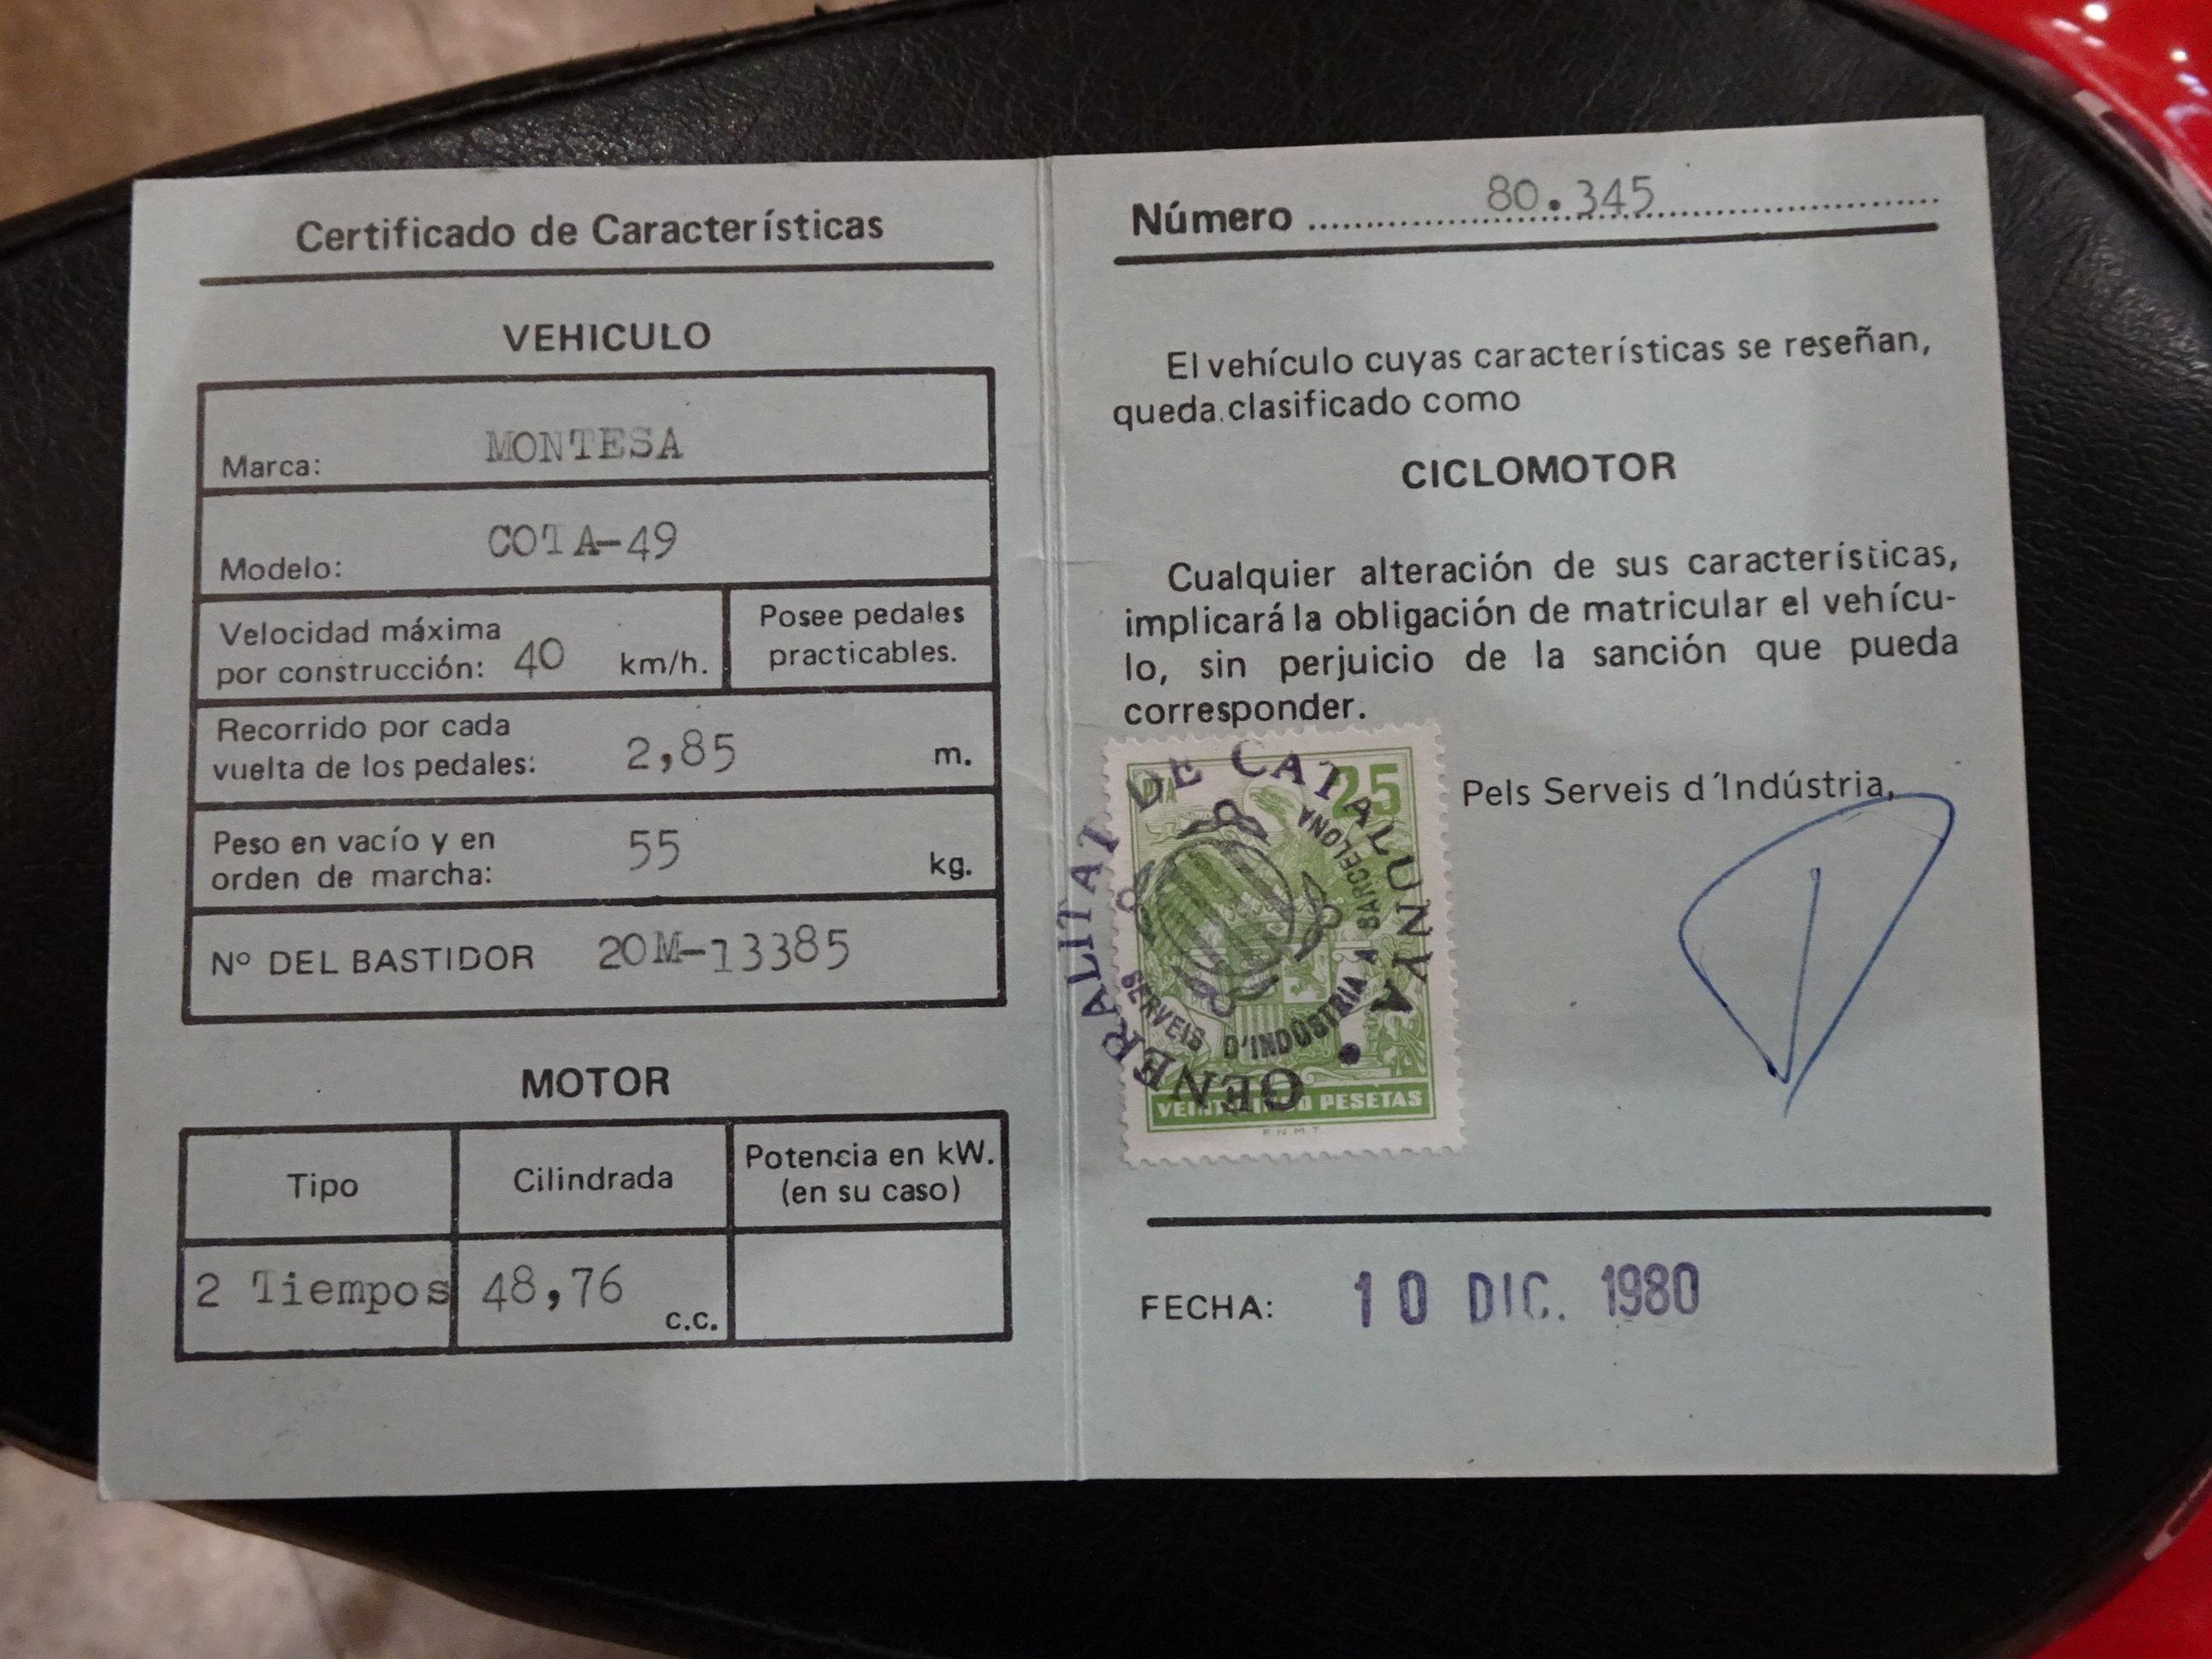 Certificado de Características
VEHICULO
Marca: MONTESA
Modelo: COTA-49
Velocidad máxima
por construcción: 40 km/h.
Posee pedales
practicables.
Recorrido por cada
vuelta de los pedales: 2,85 m.
Peso en vacío y en
orden de marcha: 55 kg.
Nº DEL BASTIDOR 20M-13385
MOTOR
Tipo Cilindrada Potencia en kW.
(en su caso)
2 Tiempos 48,76 c.c.
Número 80.345
El vehículo cuyas características se reseñan,
queda clasificado como
CICLOMOTOR
Cualquier alteración de sus características,
implicará la obligación de matricular el vehícu-
lo, sin perjuicio de la sanción que pueda
corresponder.
Pels Serveis d'Indústria,
PTA 25
GENERALITAT DE CATALUNYA
SERVEIS D'INDUSTRIA A BARCELONA
VEINTICINCO PESETAS
F.N.M.T
FECHA: 10 DIC. 1980